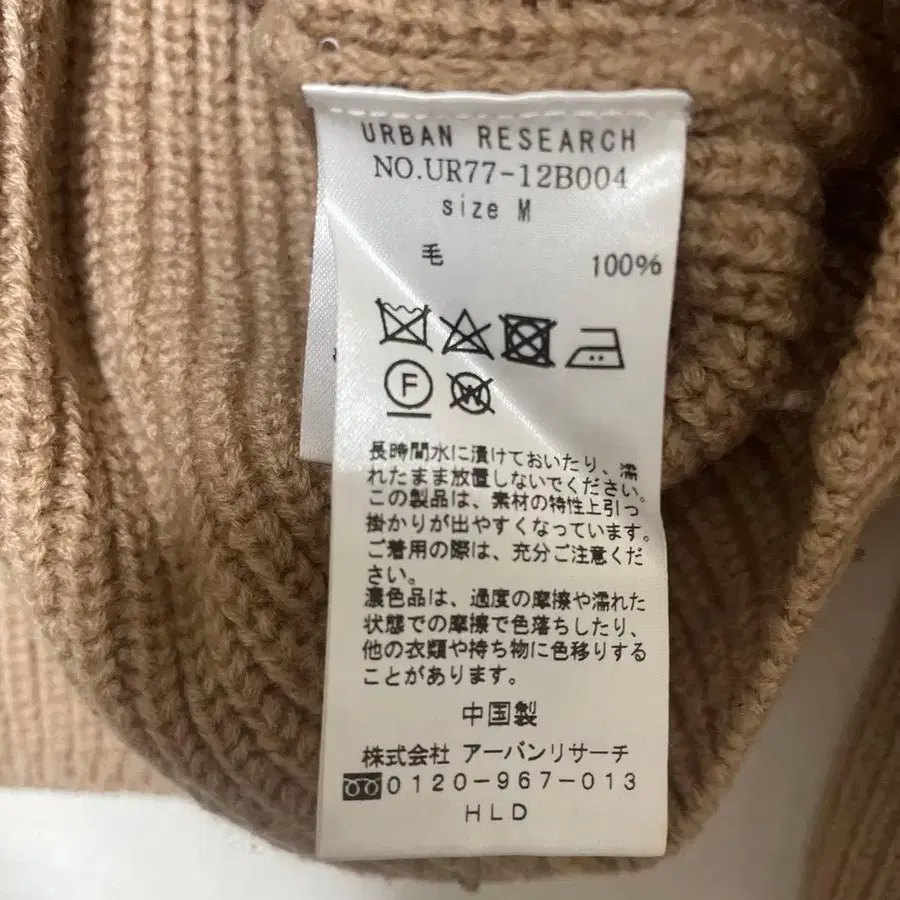 URBAN RESEARCH
NO.UR77-12B004
size M
毛 100%
F W
長時間水に漬けておいたり、濡
れたまま放置しないでください。
この製品は、素材の特性上引っ
掛かりが出やすくなっています。
ご着用の際は、充分ご注意くだ
さい。
濃色品は、過度の摩擦や濡れた
状態での摩擦で色落ちしたり、
他の衣類や持ち物に色移りする
ことがあります。
中国製
株式会社 アーバンリサーチ
0120-967-013
HLD